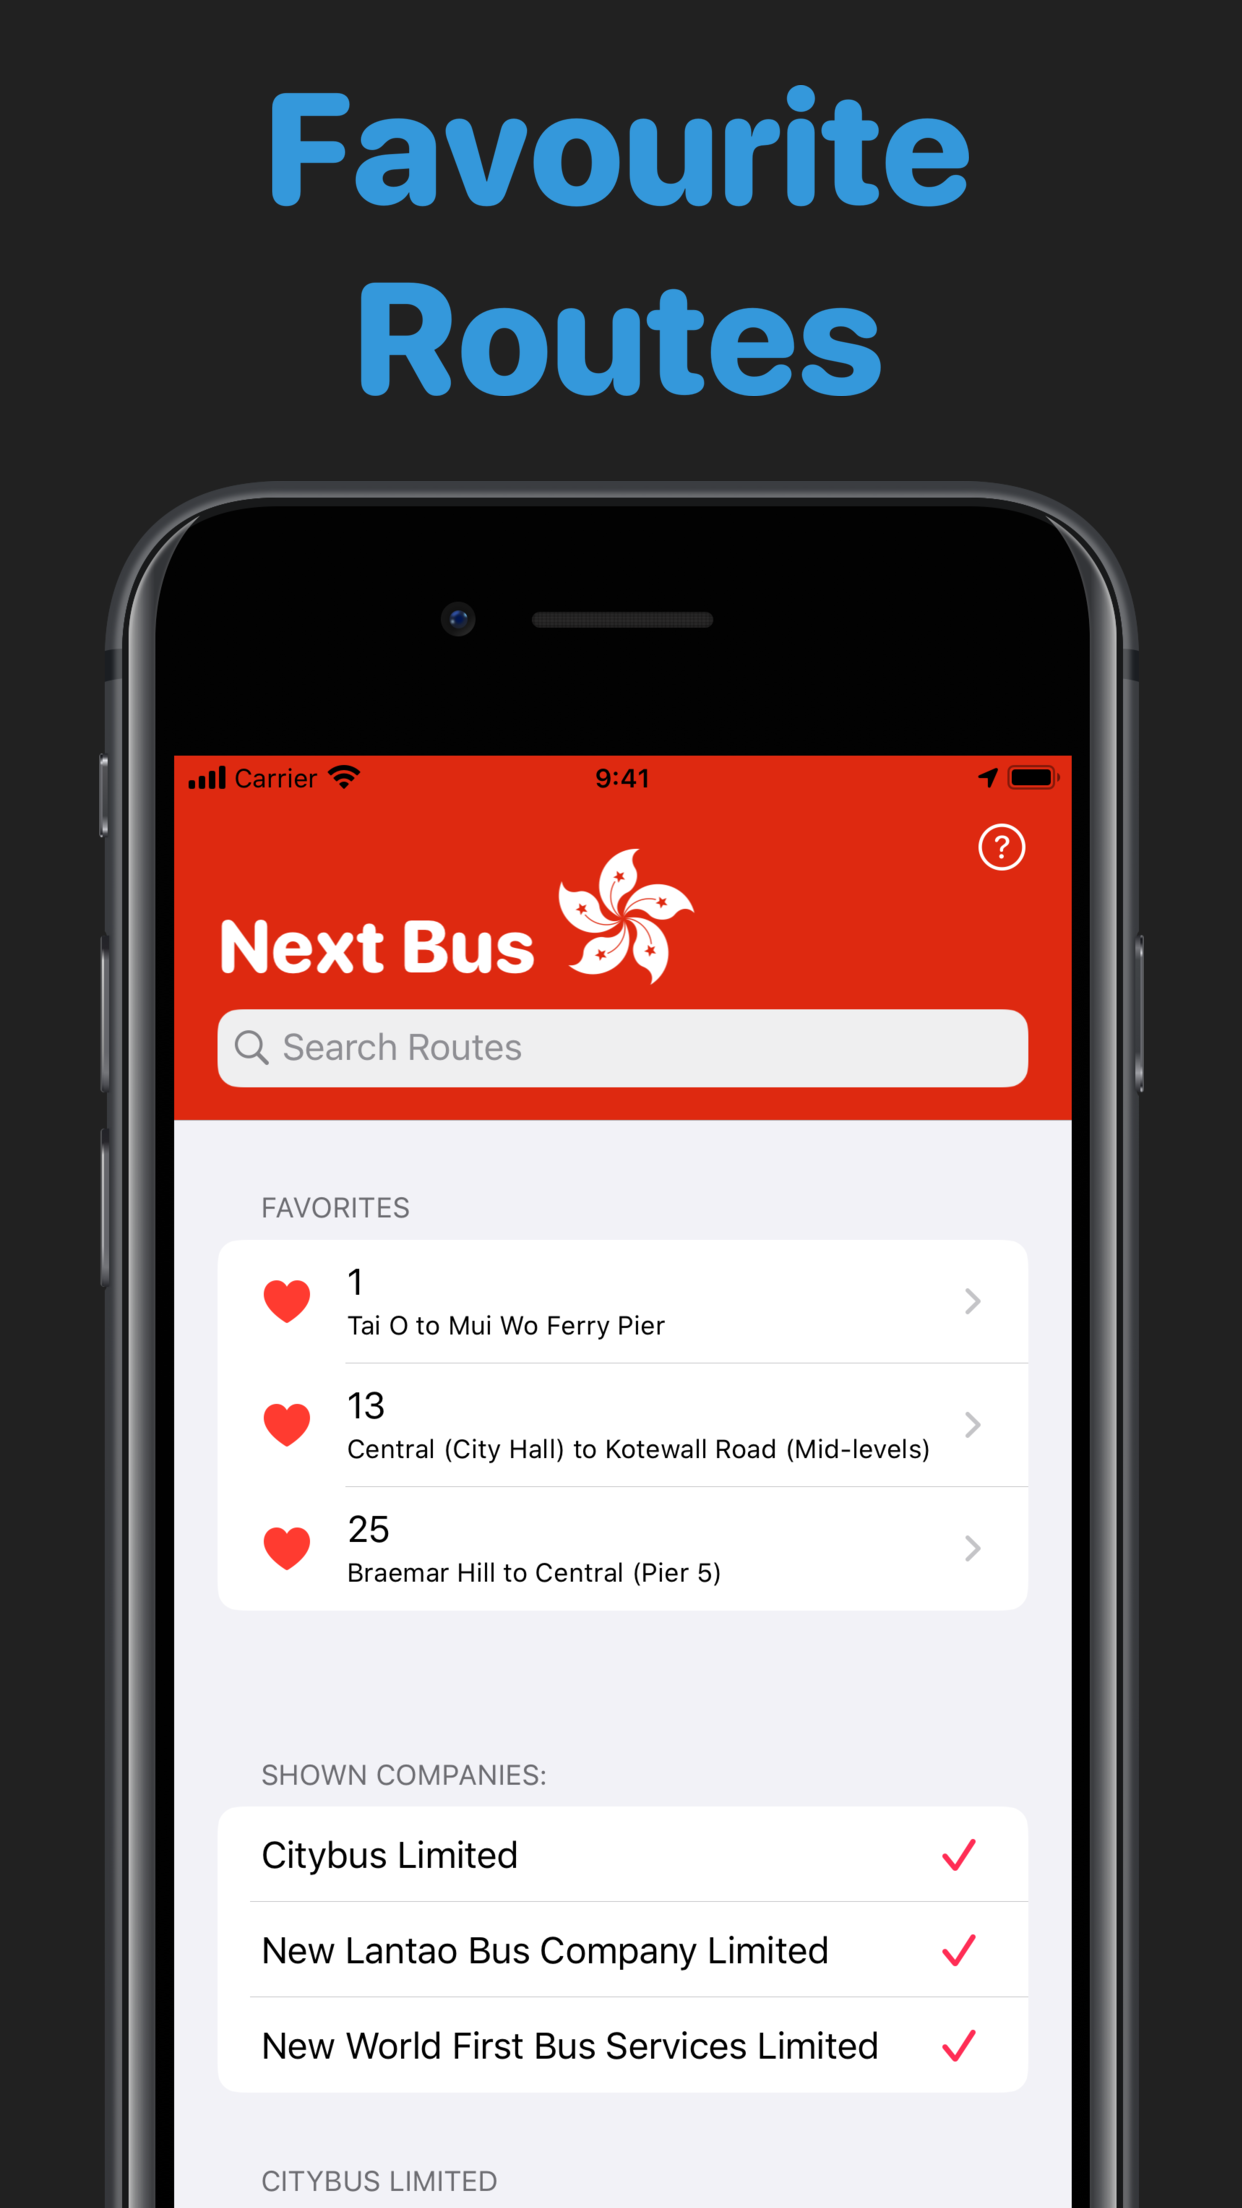 Favourite
Routes
Carrier
9:41
?
Next Bus
Search Routes
FAVORITES
1
Tai O to Mui Wo Ferry Pier
13
Central (City Hall) to Kotewall Road (Mid-levels)
25
Braemar Hill to Central (Pier 5)
SHOWN COMPANIES:
Citybus Limited
New Lantao Bus Company Limited
New World First Bus Services Limited
CITYBUS LIMITED